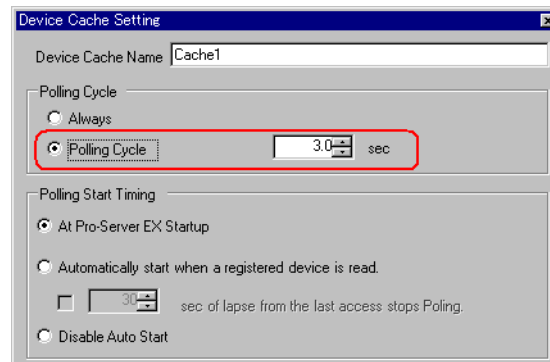 Device Cache Setting
Device Cache Name Cache1
Polling Cycle
Always
Polling Cycle 3.0 sec
Polling Start Timing
At Pro-Server EX Startup
Automatically start when a registered device is read.
30 sec of lapse from the last access stops Poling.
Disable Auto Start